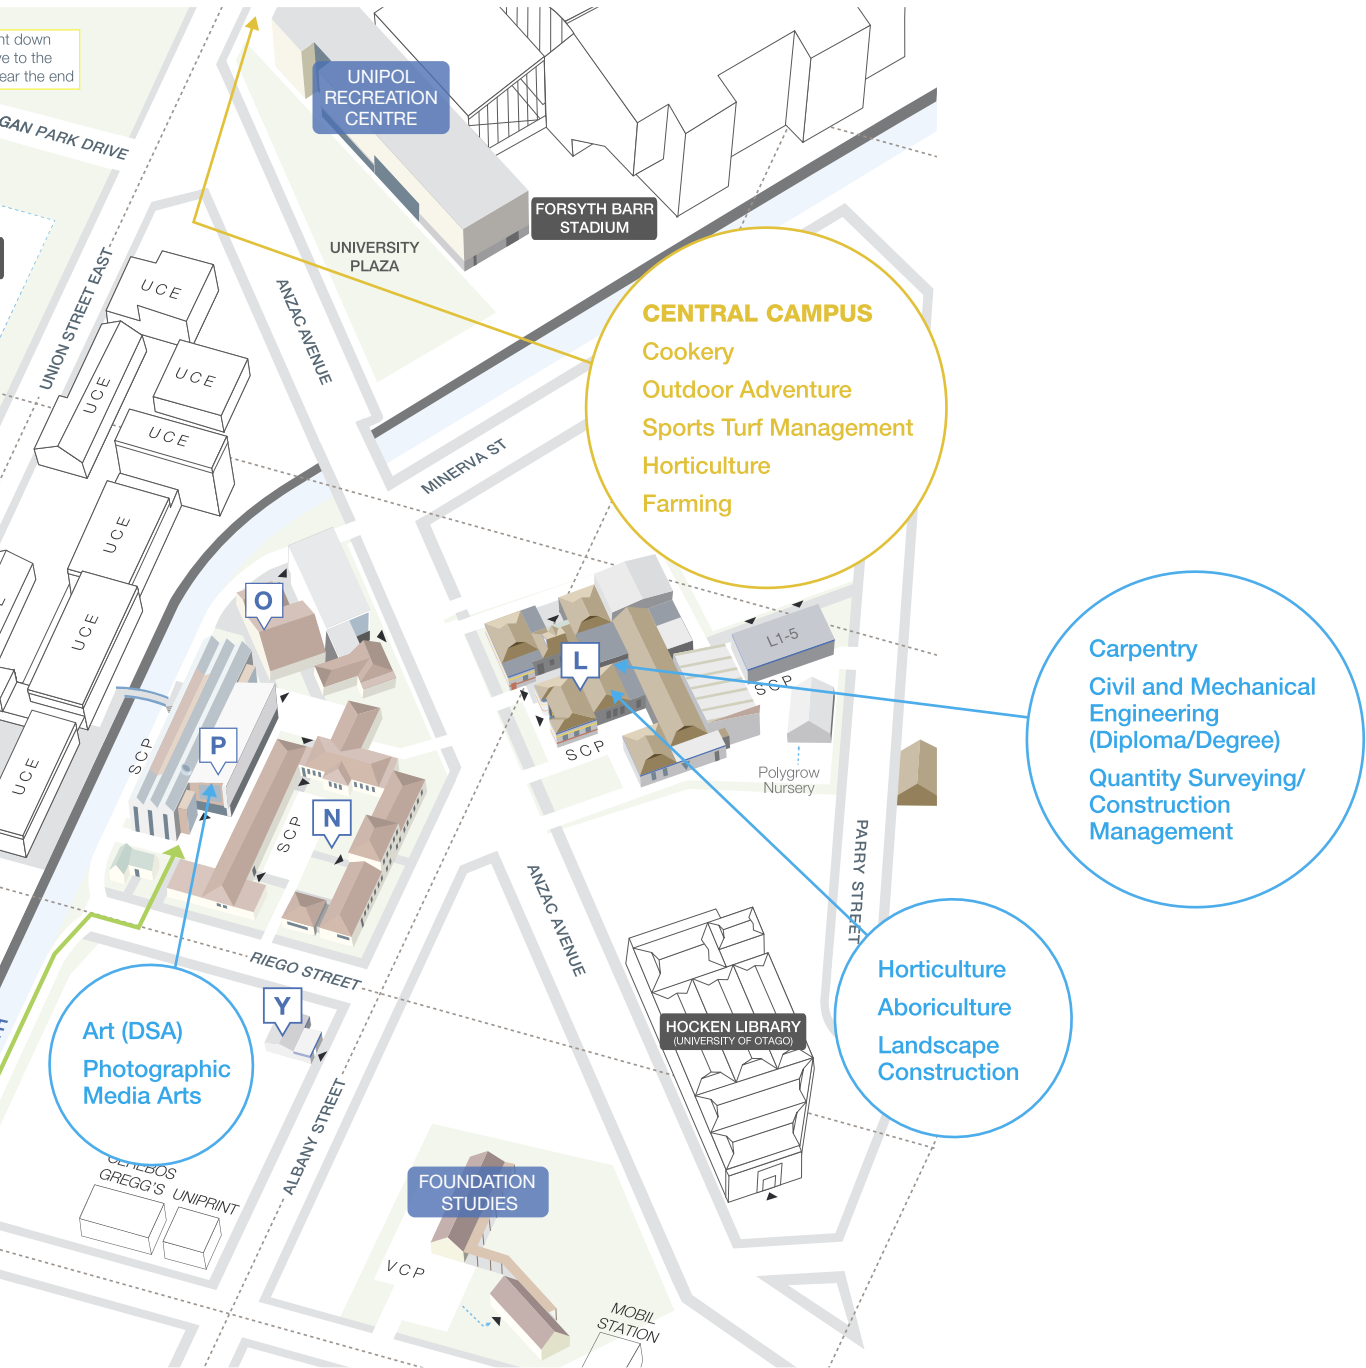 nt down
ve to the
ear the end
GAN PARK DRIVE
UNIPOL
RECREATION
CENTRE
FORSYTH BARR
STADIUM
UNIVERSITY
PLAZA
UNION STREET EAST
ANZAC AVENUE
UCE
UCE
UCE
UCE
UCE
UCE
UCE
MINERVA ST
CENTRAL CAMPUS
Cookery
Outdoor Adventure
Sports Turf Management
Horticulture
Farming
O
L
L1-5
SCP
SCP
SCP
P
N
SCP
Polygrow
Nursery
PARRY STREET
Carpentry
Civil and Mechanical
Engineering
(Diploma/Degree)
Quantity Surveying/
Construction
Management
ANZAC AVENUE
RIEGO STREET
Y
Horticulture
Aboriculture
Landscape
Construction
HOCKEN LIBRARY
(UNIVERSITY OF OTAGO)
Art (DSA)
Photographic
Media Arts
ALBANY STREET
GREGG'S
UNIPRINT
FOUNDATION
STUDIES
VCP
MOBIL
STATION